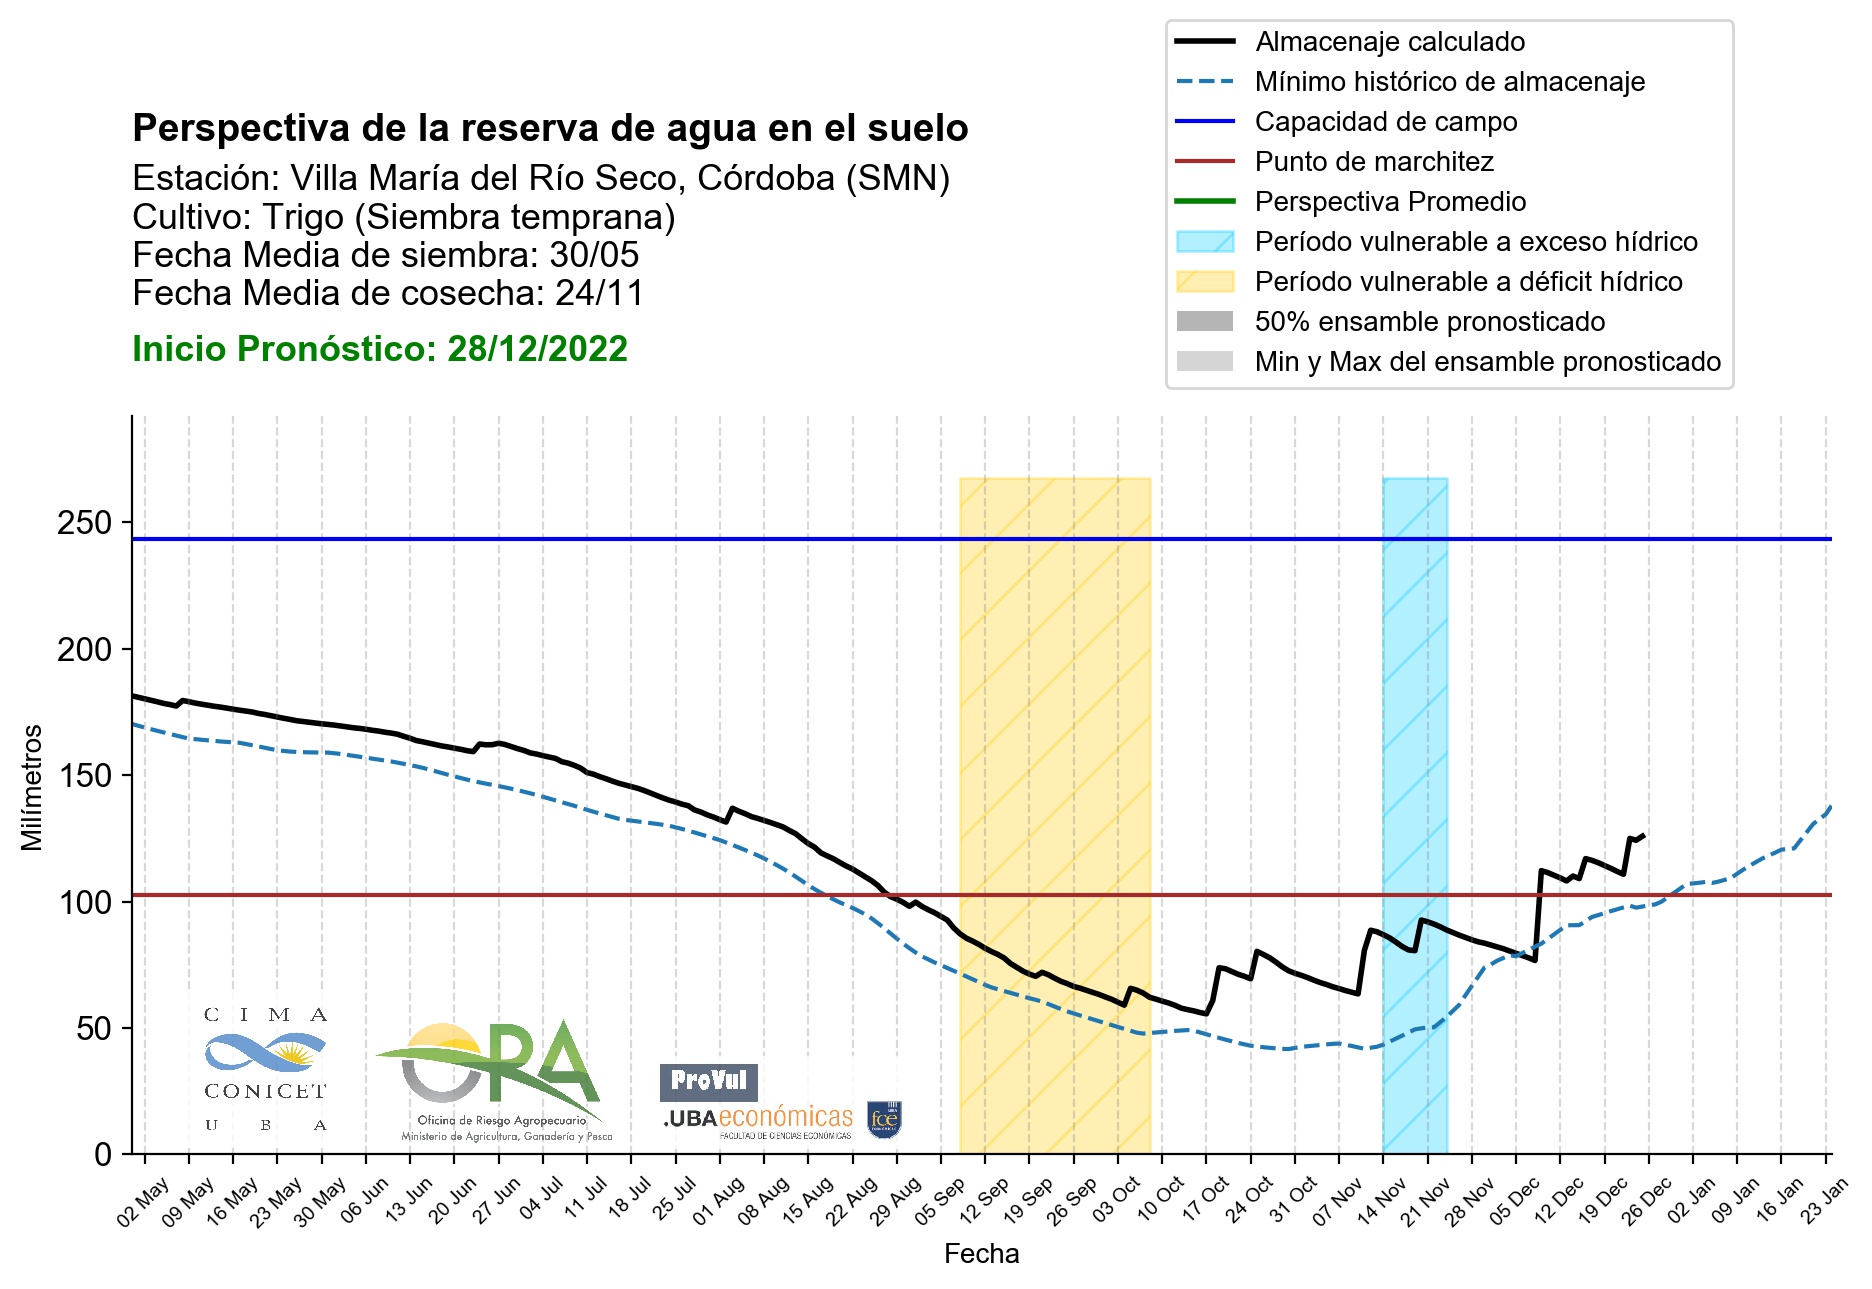 Almacenaje calculado
Mínimo histórico de almacenaje
Capacidad de campo
Punto de marchitez
Perspectiva Promedio
Período vulnerable a exceso hídrico
Período vulnerable a déficit hídrico
50% ensamble pronosticado
Min y Max del ensamble pronosticado
Perspectiva de la reserva de agua en el suelo
Estación: Villa María del Río Seco, Córdoba (SMN)
Cultivo: Trigo (Siembra temprana)
Fecha Media de siembra: 30/05
Fecha Media de cosecha: 24/11
Inicio Pronóstico: 28/12/2022
Milímetros
250
200
150
100
50
0
CIMA
CONICET
UBA
ORA
Oficina de Riesgo Agropecuario
Ministerio de Agricultura, Ganadería y Pesca
ProVul
.UBAeconómicas
FACULTAD DE CIENCIAS ECONÓMICAS
fce
02 May
09 May
16 May
23 May
30 May
06 Jun
13 Jun
20 Jun
27 Jun
04 Jul
11 Jul
18 Jul
25 Jul
01 Aug
08 Aug
15 Aug
22 Aug
29 Aug
05 Sep
12 Sep
19 Sep
26 Sep
03 Oct
10 Oct
17 Oct
24 Oct
31 Oct
07 Nov
14 Nov
21 Nov
28 Nov
05 Dec
12 Dec
19 Dec
26 Dec
02 Jan
09 Jan
16 Jan
23 Jan
Fecha